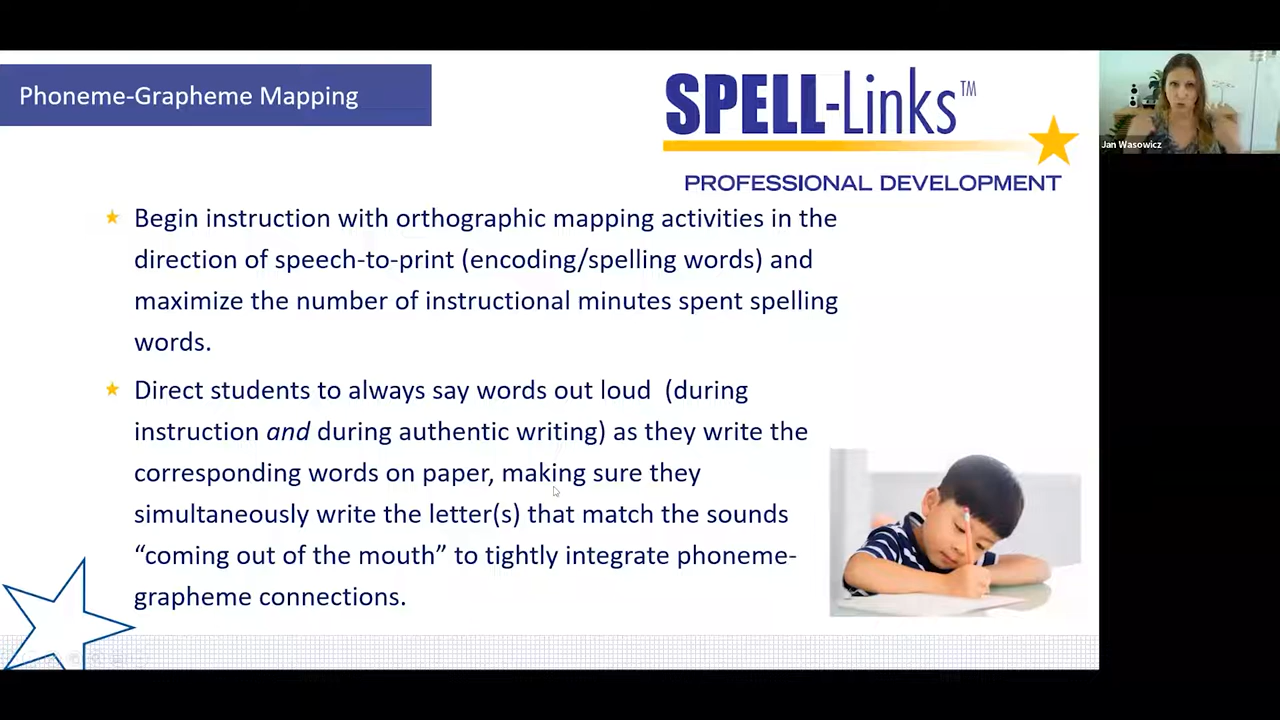 Phoneme-Grapheme Mapping
SPELL-Links™
PROFESSIONAL DEVELOPMENT
Jan Wasowicz
Begin instruction with orthographic mapping activities in the
direction of speech-to-print (encoding/spelling words) and
maximize the number of instructional minutes spent spelling
words.
Direct students to always say words out loud (during
instruction and during authentic writing) as they write the
corresponding words on paper, making sure they
simultaneously write the letter(s) that match the sounds
“coming out of the mouth” to tightly integrate phoneme-
grapheme connections.